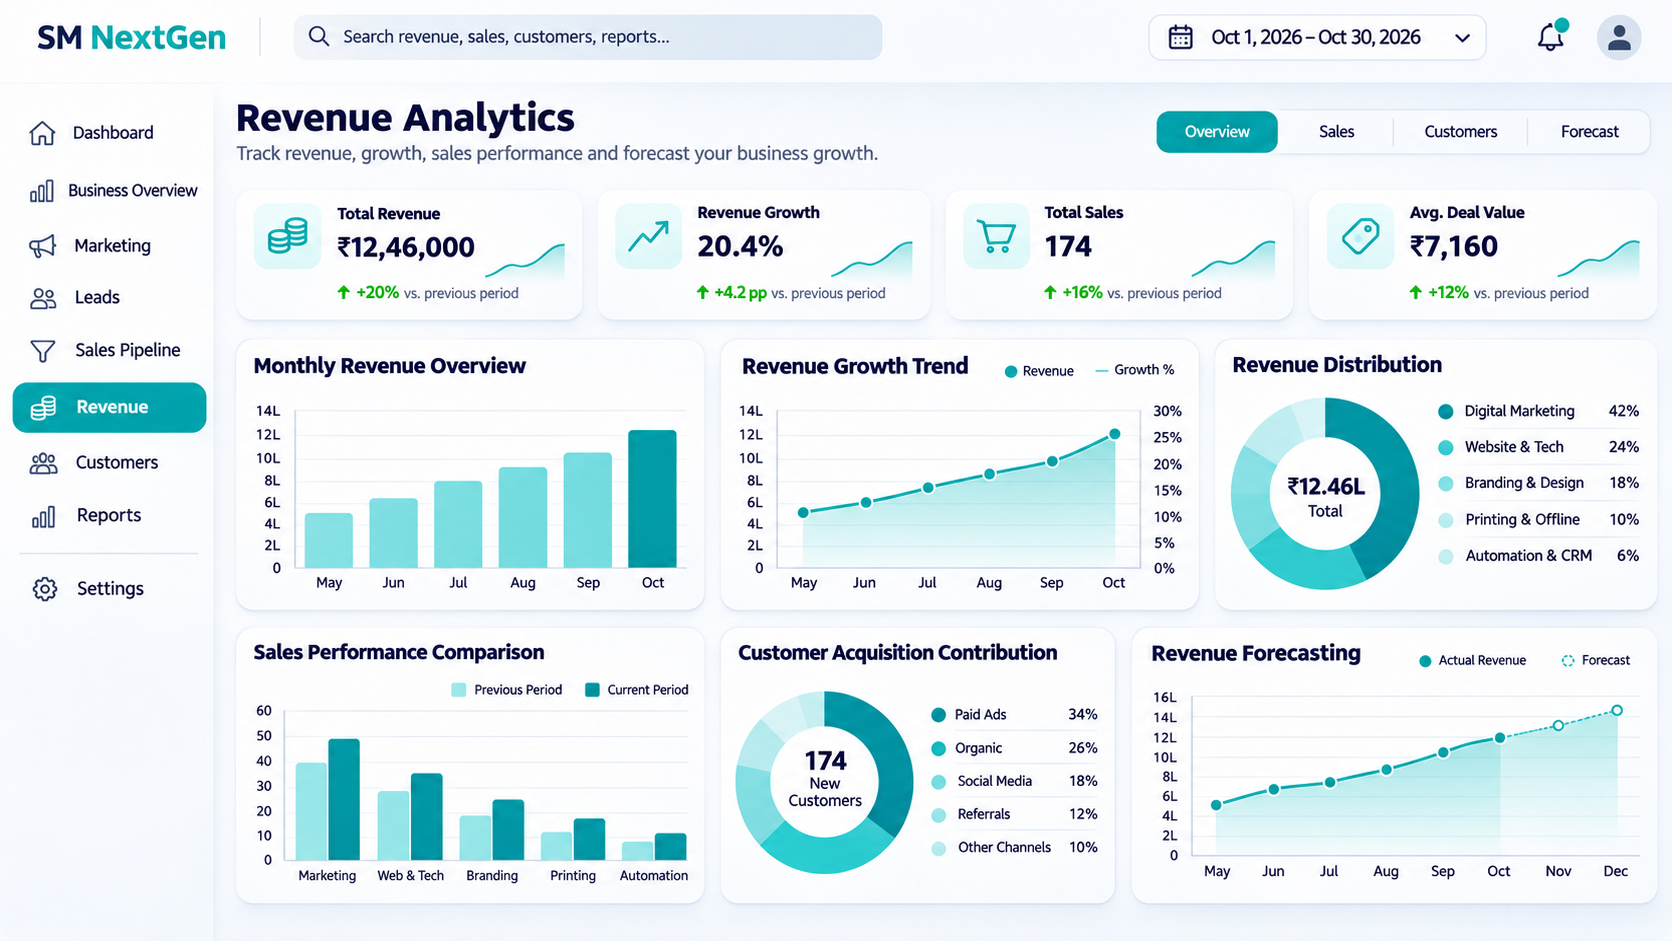 SM NextGen
Search revenue, sales, customers, reports...
Oct 1, 2026 – Oct 30, 2026
Dashboard
Business Overview
Marketing
Leads
Sales Pipeline
Revenue
Customers
Reports
Settings
Revenue Analytics
Track revenue, growth, sales performance and forecast your business growth.
Overview
Sales
Customers
Forecast
Total Revenue
₹12,46,000
+20% vs. previous period
Revenue Growth
20.4%
+4.2 pp vs. previous period
Total Sales
174
+16% vs. previous period
Avg. Deal Value
₹7,160
+12% vs. previous period
Monthly Revenue Overview
14L
12L
10L
8L
6L
4L
2L
0
May Jun Jul Aug Sep Oct
Revenue Growth Trend
Revenue
Growth %
14L
12L
10L
8L
6L
4L
2L
0
30%
25%
20%
15%
10%
5%
0%
May Jun Jul Aug Sep Oct
Revenue Distribution
₹12.46L
Total
Digital Marketing 42%
Website & Tech 24%
Branding & Design 18%
Printing & Offline 10%
Automation & CRM 6%
Sales Performance Comparison
Previous Period
Current Period
60
50
40
30
20
10
0
Marketing Web & Tech Branding Printing Automation
Customer Acquisition Contribution
174
New
Customers
Paid Ads 34%
Organic 26%
Social Media 18%
Referrals 12%
Other Channels 10%
Revenue Forecasting
Actual Revenue
Forecast
16L
14L
12L
10L
8L
6L
4L
2L
0
May Jun Jul Aug Sep Oct Nov Dec